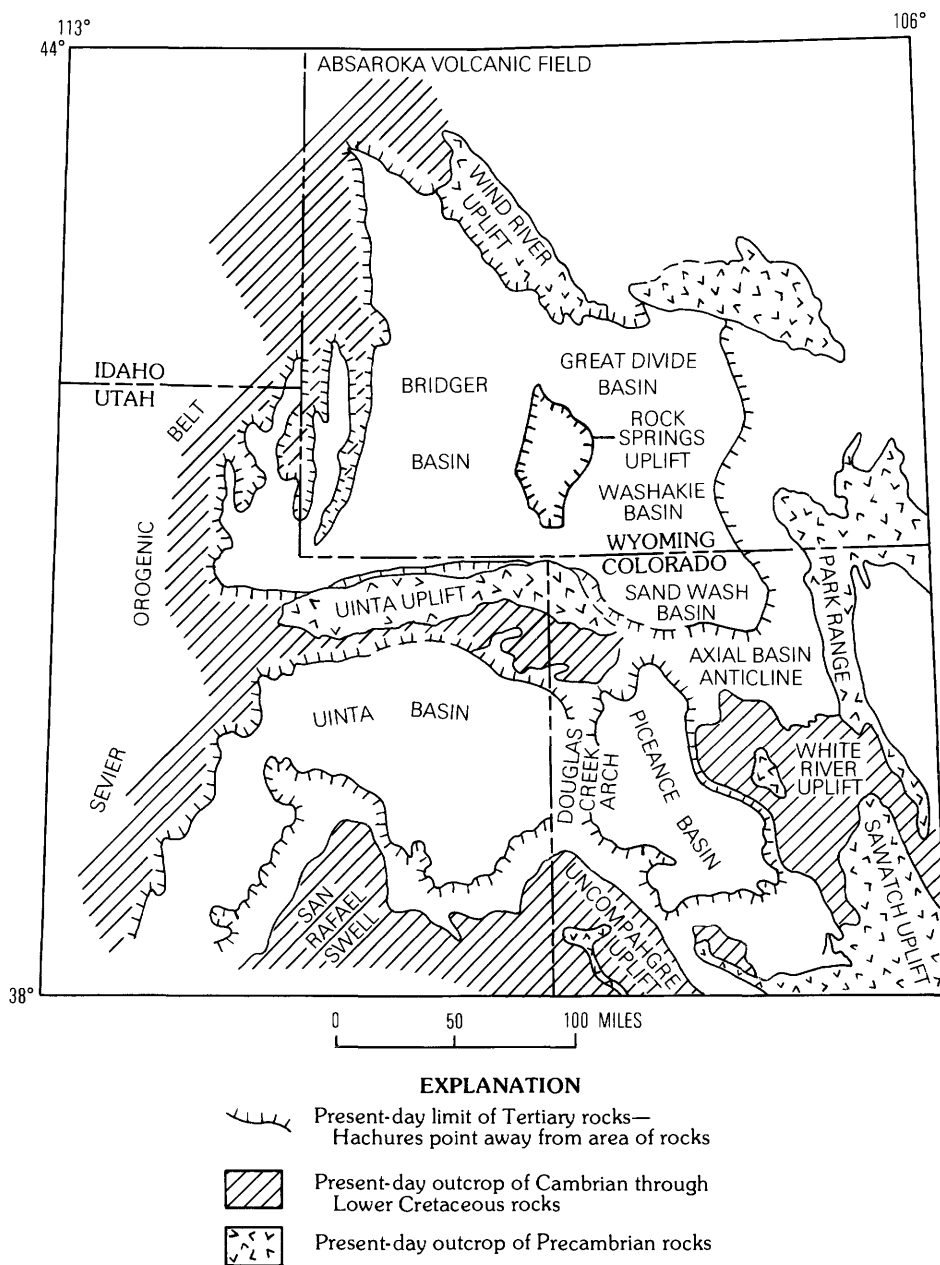 113°
106°
44°
ABSAROKA VOLCANIC FIELD
WIND RIVER
UPLIFT
IDAHO
UTAH
BRIDGER
BASIN
GREAT DIVIDE
BASIN
ROCK
SPRINGS
UPLIFT
WASHAKIE
BASIN
WYOMING
COLORADO
SEVIER
OROGENIC
BELT
UINTA UPLIFT
SAND WASH
BASIN
PARK RANGE
AXIAL BASIN
ANTICLINE
UINTA BASIN
DOUGLAS
CREEK
ARCH
PICEANCE
BASIN
WHITE
RIVER
UPLIFT
SAN
RAFAEL
SWELL
UNCOMPAHGRE
UPLIFT
SAWATCH UPLIFT
38°
0 50 100 MILES
EXPLANATION
Present-day limit of Tertiary rocks—
Hachures point away from area of rocks
Present-day outcrop of Cambrian through
Lower Cretaceous rocks
Present-day outcrop of Precambrian rocks